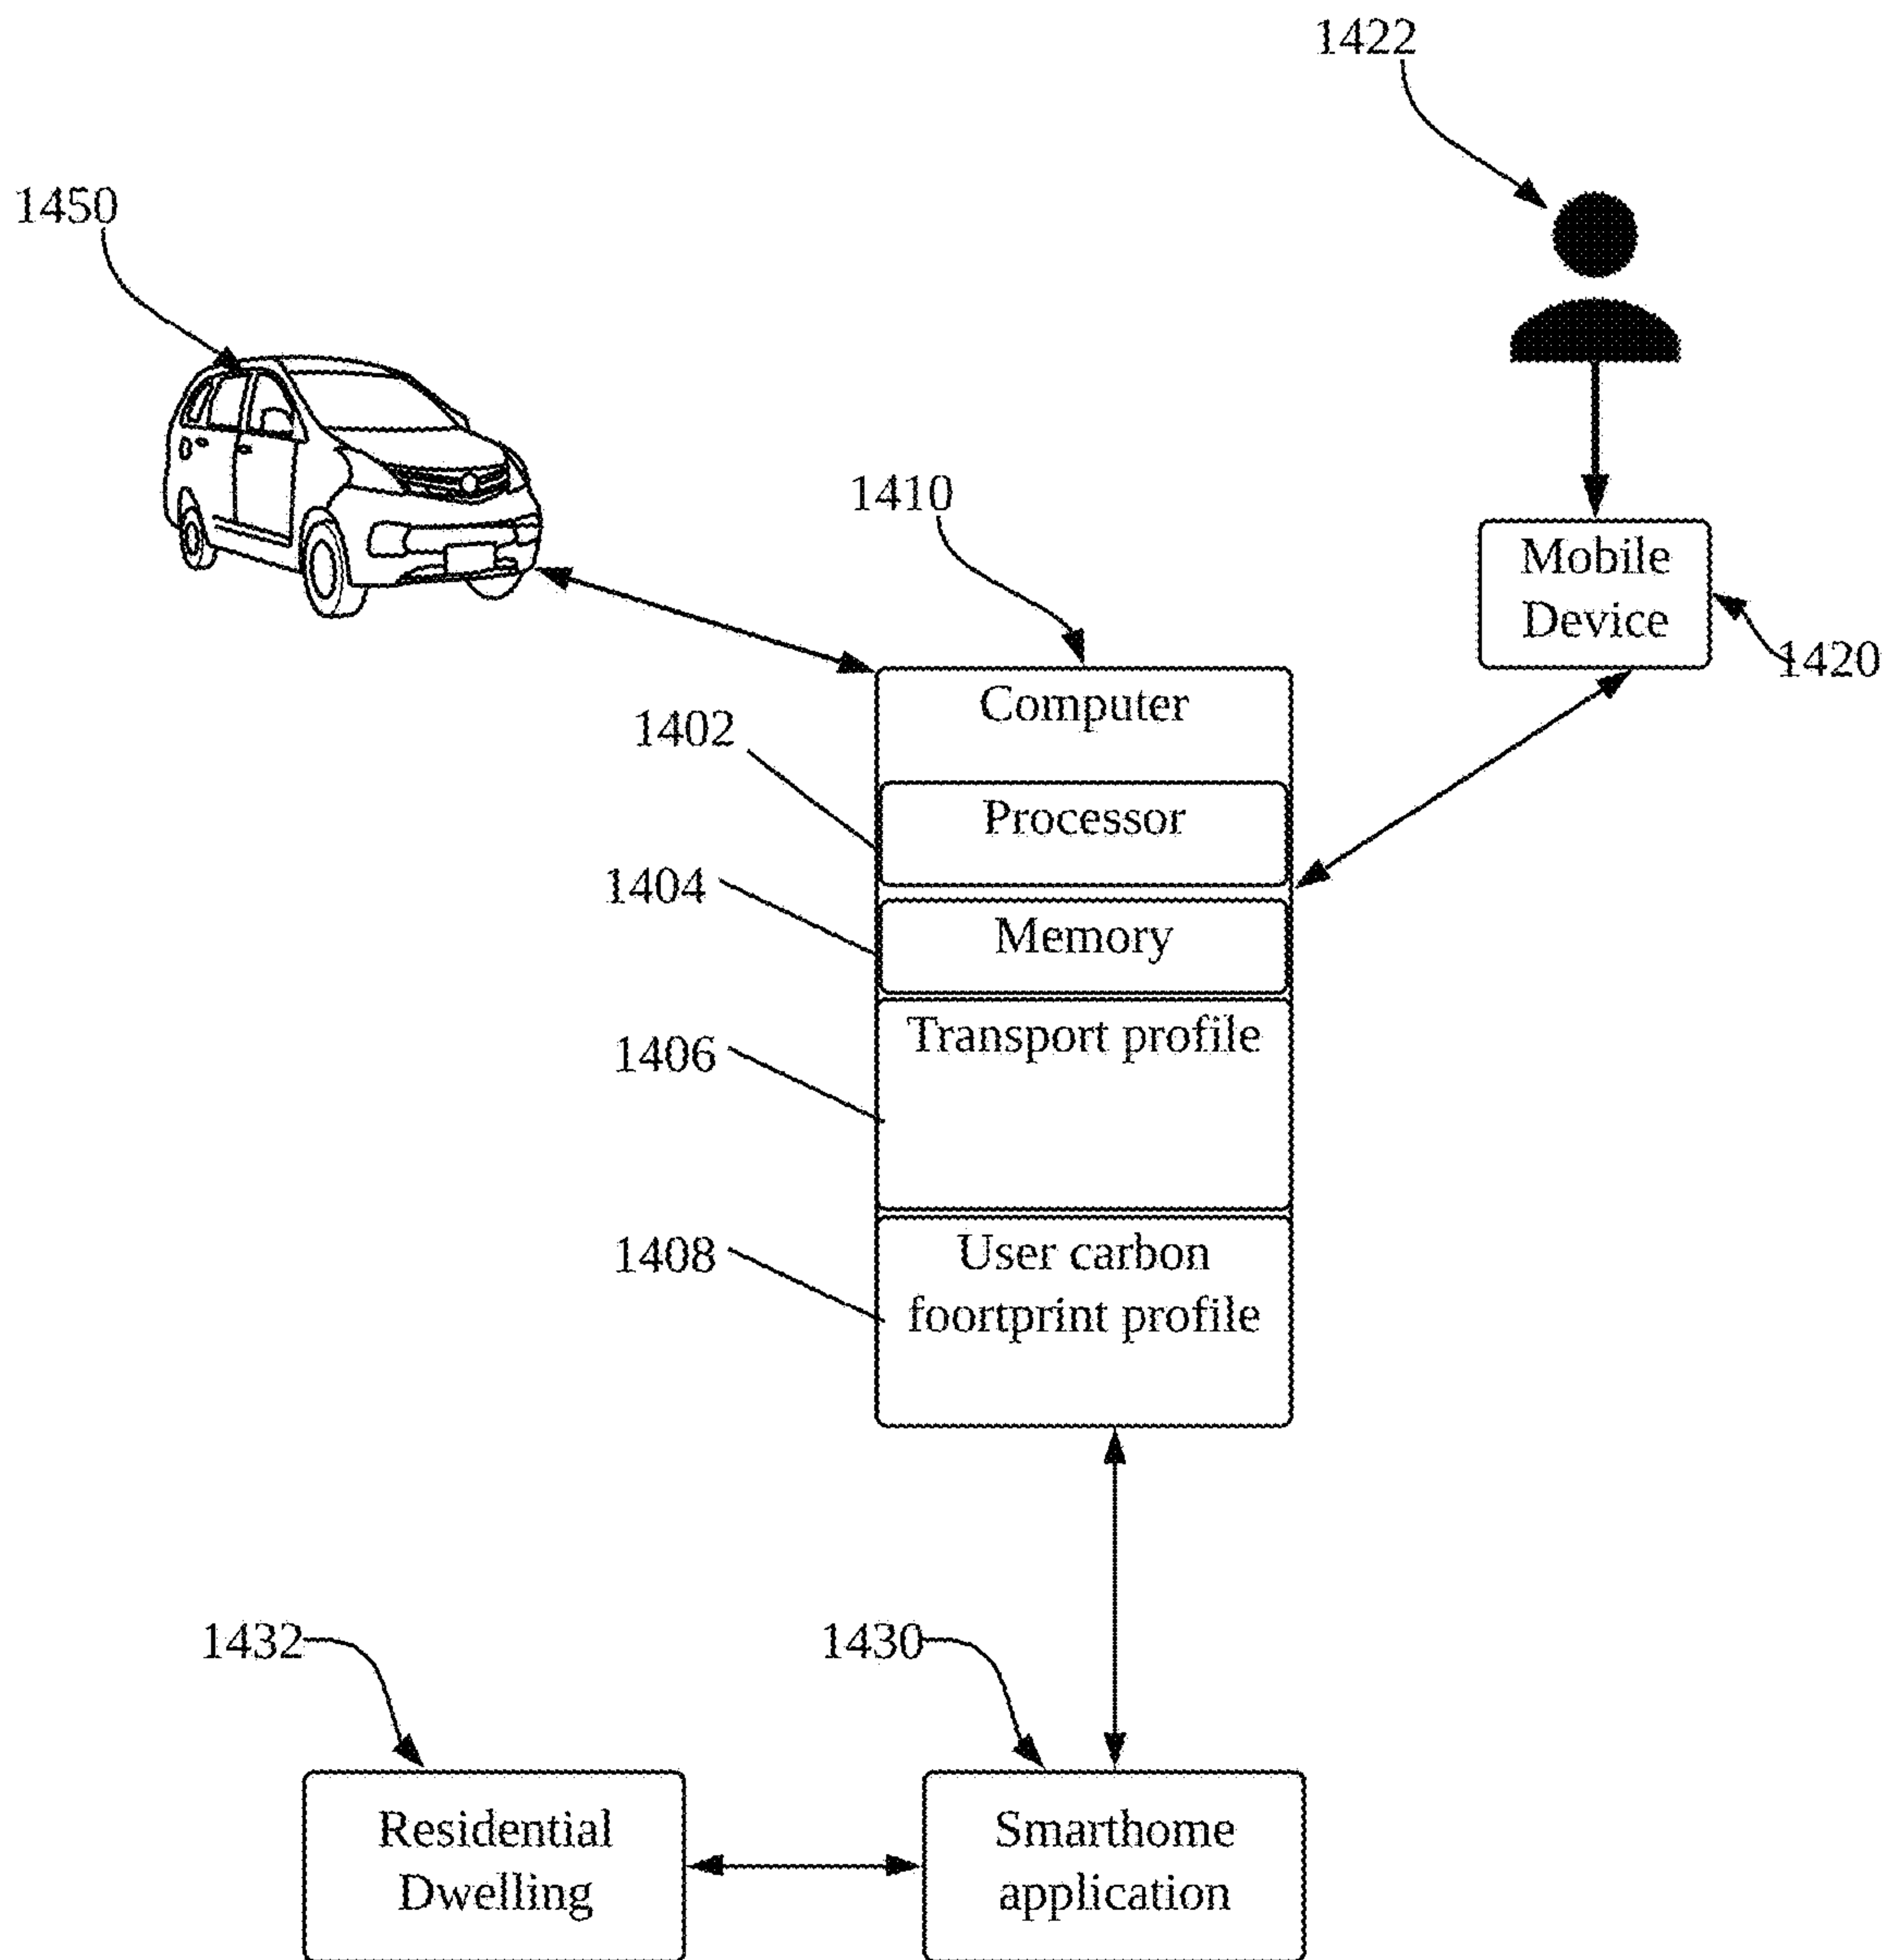 1422
1450
1410
Mobile
Device
1420
Computer
1402
Processor
1404
Memory
Transport profile
1406
1408
User carbon
foortprint profile
1432
1430
Residential
Dwelling
Smarthome
application